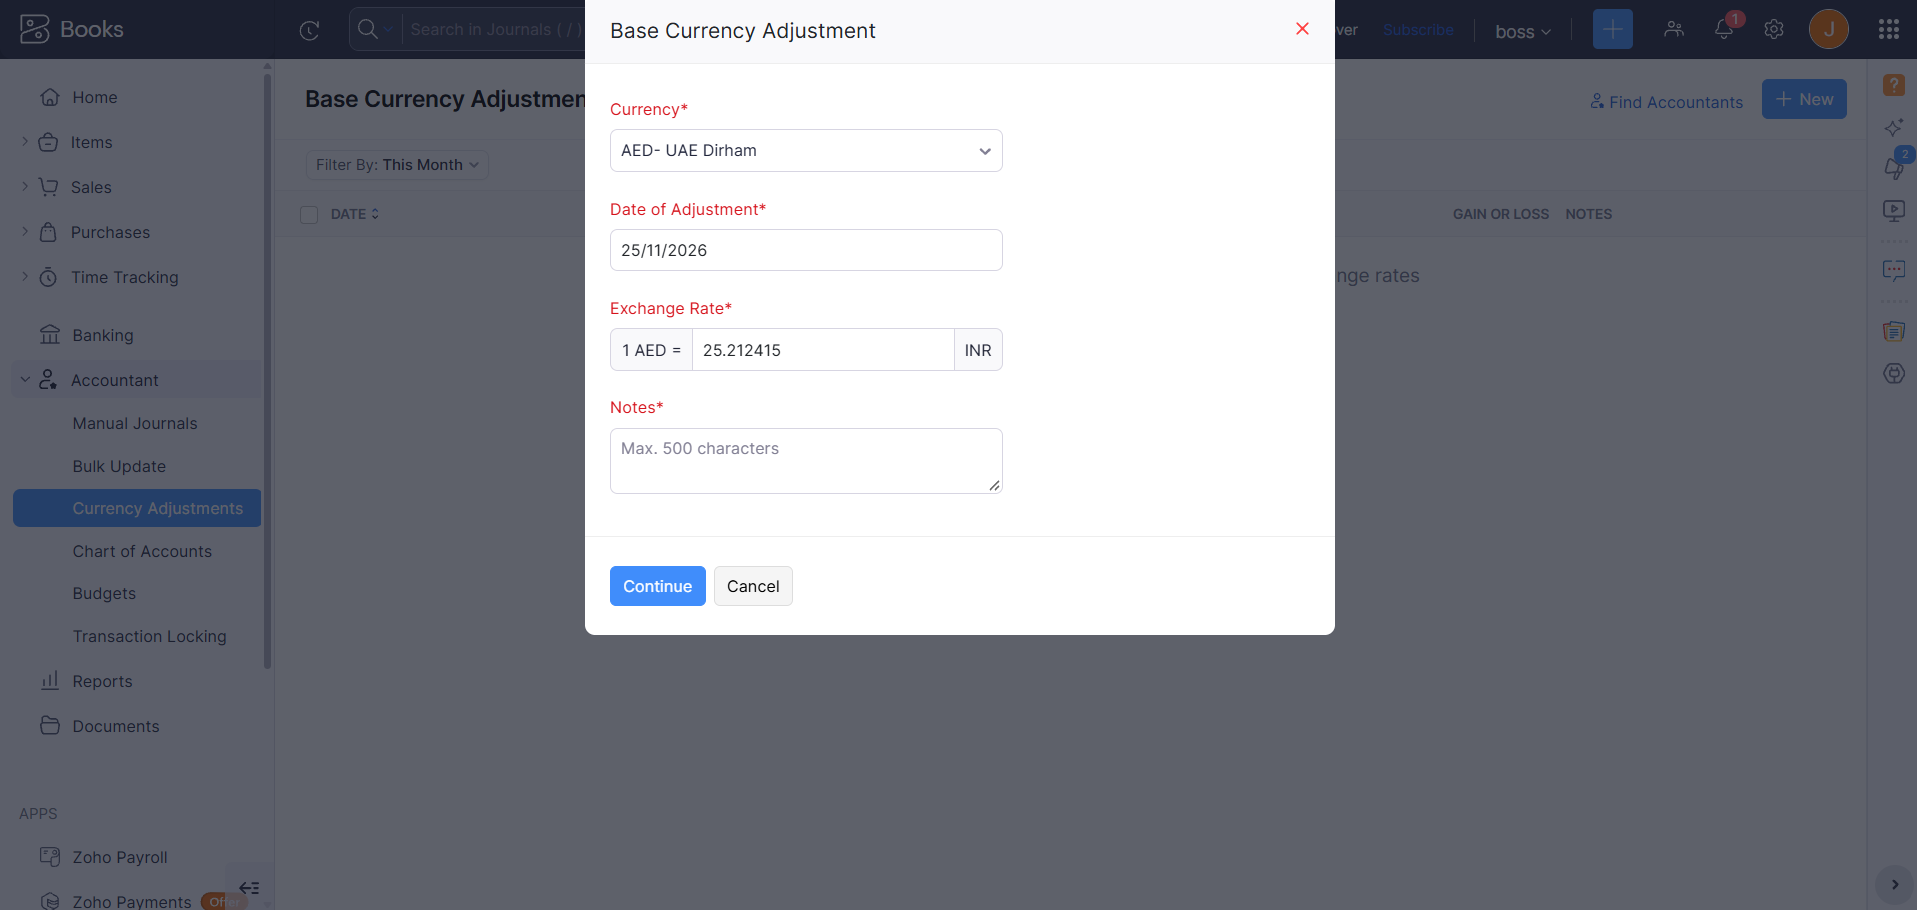 Books
Search in Journals ( / )
Base Currency Adjustment
ver
Subscribe
boss
1
J
Home
Items
Sales
Purchases
Time Tracking
Banking
Accountant
Manual Journals
Bulk Update
Currency Adjustments
Chart of Accounts
Budgets
Transaction Locking
Reports
Documents
APPS
Zoho Payroll
Zoho Payments
Offer
Base Currency Adjustmen
Find Accountants
+ New
Filter By: This Month
DATE
GAIN OR LOSS
NOTES
nge rates
Currency*
AED- UAE Dirham
Date of Adjustment*
25/11/2026
Exchange Rate*
1 AED =
25.212415
INR
Notes*
Max. 500 characters
Continue
Cancel
?
2